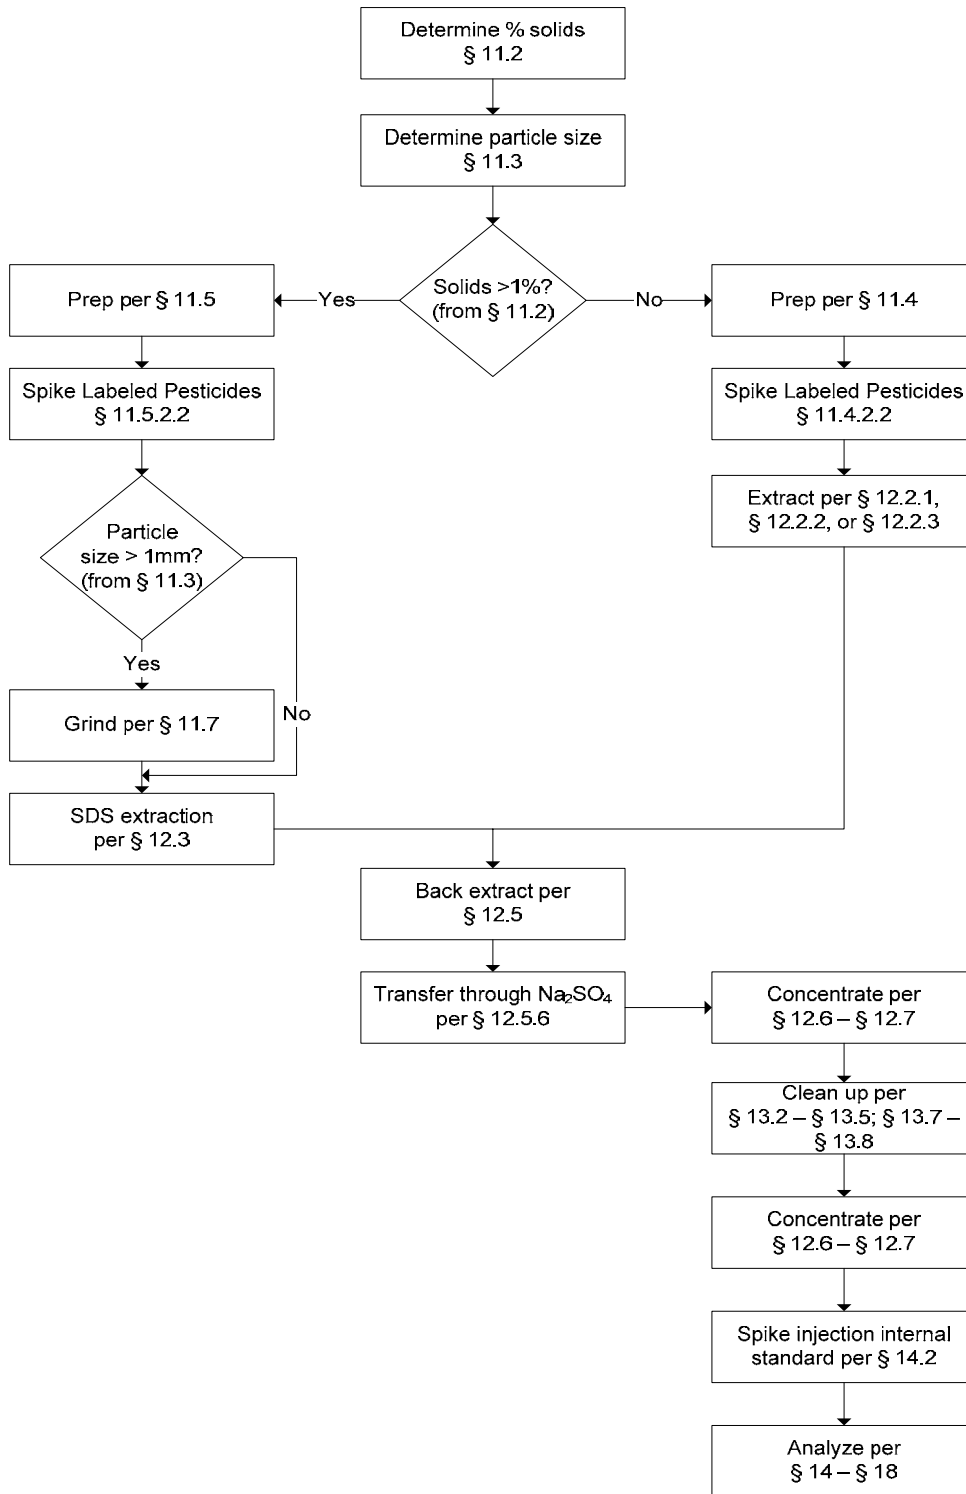 Determine % solids
§ 11.2
Determine particle size
§ 11.3
Solids >1%?
(from § 11.2)
Yes
No
Prep per § 11.5
Prep per § 11.4
Spike Labeled Pesticides
§ 11.5.2.2
Spike Labeled Pesticides
§ 11.4.2.2
Extract per § 12.2.1,
§ 12.2.2, or § 12.2.3
Particle
size > 1mm?
(from § 11.3)
Yes
No
Grind per § 11.7
SDS extraction
per § 12.3
Back extract per
§ 12.5
Transfer through Na₂SO₄
per § 12.5.6
Concentrate per
§ 12.6 – § 12.7
Clean up per
§ 13.2 – § 13.5; § 13.7 –
§ 13.8
Concentrate per
§ 12.6 – § 12.7
Spike injection internal
standard per § 14.2
Analyze per
§ 14 – § 18